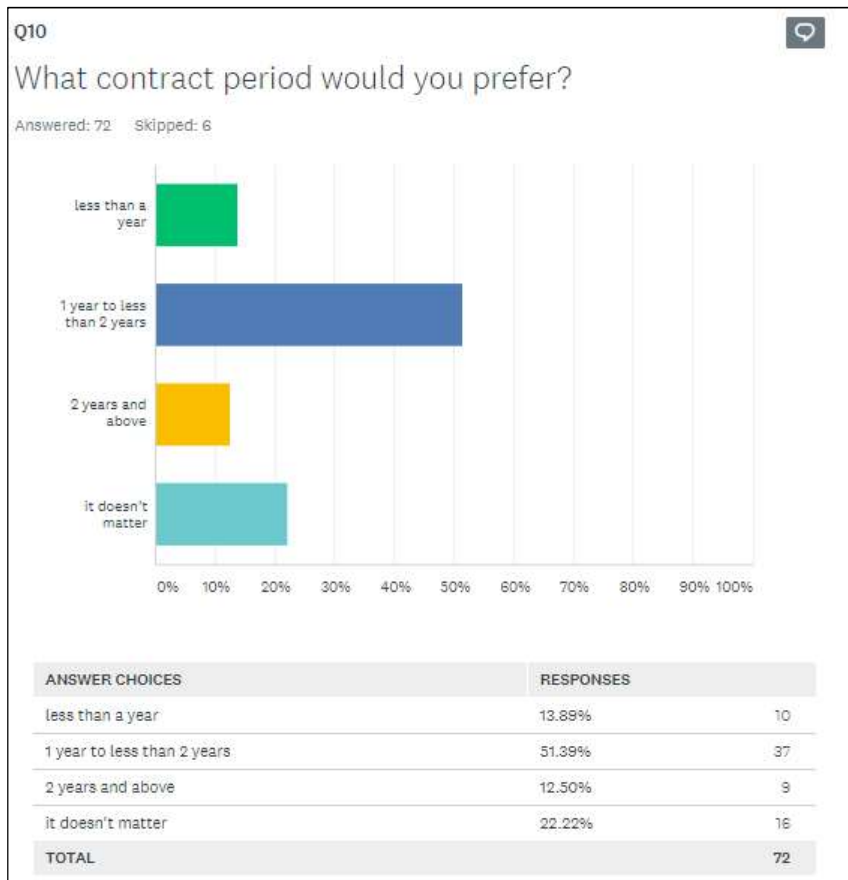 Q10
What contract period would you prefer?
Answered: 72 Skipped: 6
less than a
year
1 year to less
than 2 years
2 years and
above
it doesn't
matter
0% 10% 20% 30% 40% 50% 60% 70% 80% 90% 100%
ANSWER CHOICES RESPONSES
less than a year 13.89% 10
1 year to less than 2 years 51.39% 37
2 years and above 12.50% 9
it doesn't matter 22.22% 16
TOTAL 72